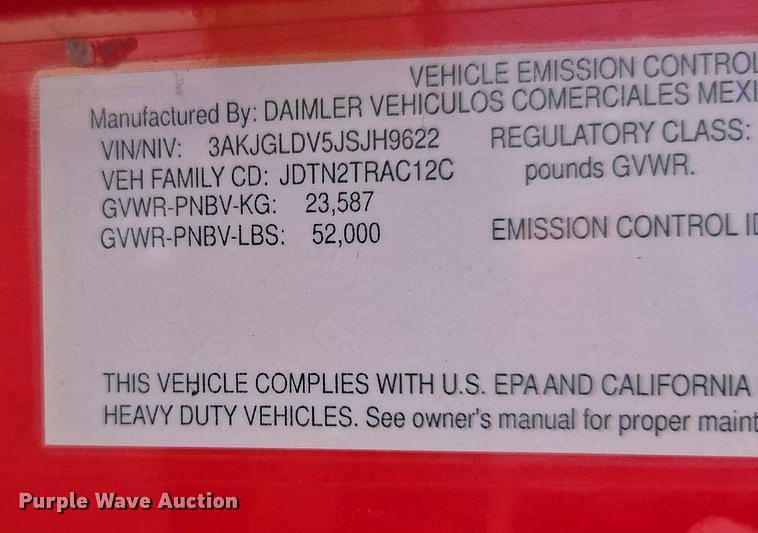 VEHICLE EMISSION CONTROL
Manufactured By: DAIMLER VEHICULOS COMERCIALES MEXI
VIN/NIV: 3AKJGLDV5JSJH9622
REGULATORY CLASS:
VEH FAMILY CD: JDTN2TRAC12C
pounds GVWR.
GVWR-PNBV-KG: 23,587
GVWR-PNBV-LBS: 52,000
EMISSION CONTROL ID
THIS VEHICLE COMPLIES WITH U.S. EPA AND CALIFORNIA
HEAVY DUTY VEHICLES. See owner's manual for proper maint
Purple Wave Auction